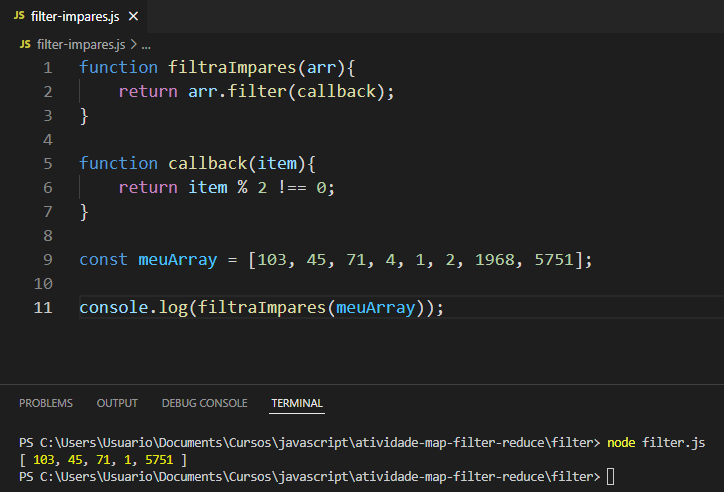 JS filter-impares.js ×
JS filter-impares.js > ...
1 function filtraImpares(arr){
2     return arr.filter(callback);
3 }
4
5 function callback(item){
6     return item % 2 !== 0;
7 }
8
9 const meuArray = [103, 45, 71, 4, 1, 2, 1968, 5751];
10
11 console.log(filtraImpares(meuArray));
PROBLEMS OUTPUT DEBUG CONSOLE TERMINAL
PS C:\Users\Usuario\Documents\Cursos\javascript\atividade-map-filter-reduce\filter> node filter.js
[ 103, 45, 71, 1, 5751 ]
PS C:\Users\Usuario\Documents\Cursos\javascript\atividade-map-filter-reduce\filter>